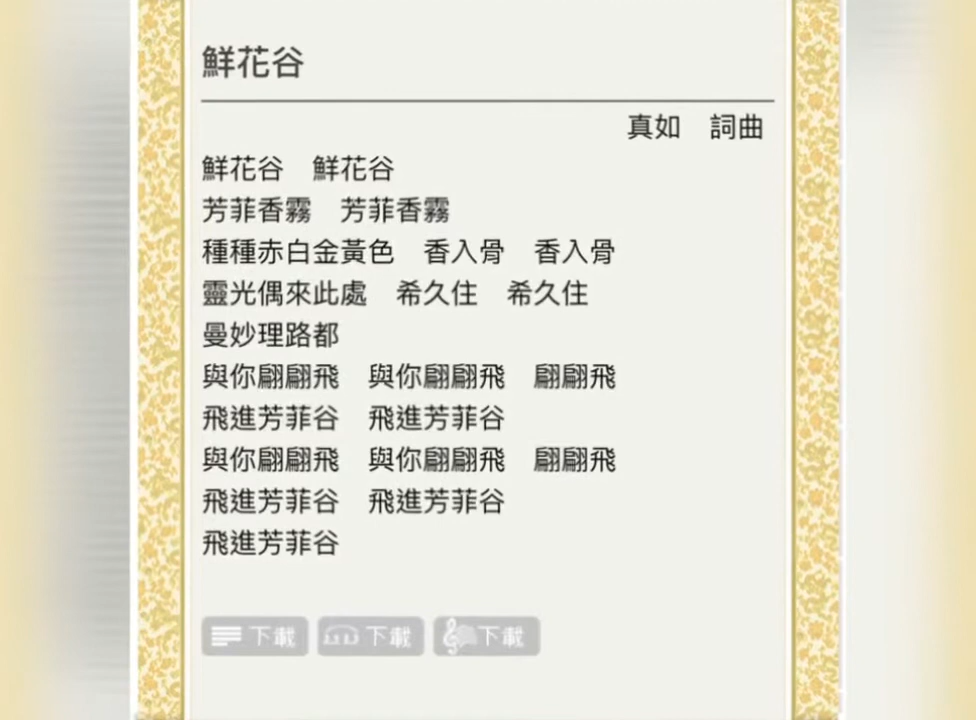 鮮花谷
真如　詞曲
鮮花谷　鮮花谷
芳菲香霧　芳菲香霧
種種赤白金黃色　香入骨　香入骨
靈光偶來此處　希久住　希久住
曼妙理路都
與你翩翩飛　與你翩翩飛　翩翩飛
飛進芳菲谷　飛進芳菲谷
與你翩翩飛　與你翩翩飛　翩翩飛
飛進芳菲谷　飛進芳菲谷
飛進芳菲谷
下載　下載　下載